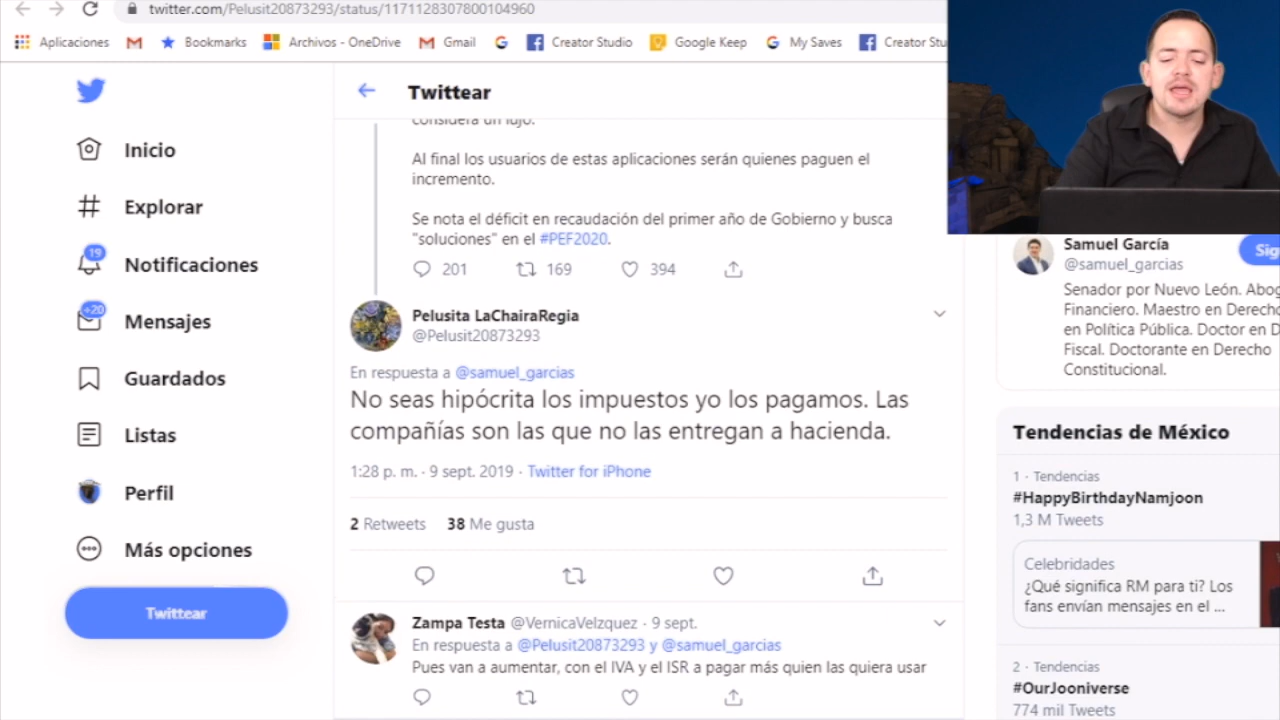 twitter.com/Pelusit20873293/status/1171128307800104960
Aplicaciones
Bookmarks
Archivos - OneDrive
Gmail
Creator Studio
Google Keep
My Saves
Creator Stu
Inicio
Explorar
19
Notificaciones
+20
Mensajes
Guardados
Listas
Perfil
Más opciones
Twittear
Twittear
considera un lujo.
Al final los usuarios de estas aplicaciones serán quienes paguen el
incremento.
Se nota el déficit en recaudación del primer año de Gobierno y busca
"soluciones" en el #PEF2020.
201 169 394
Pelusita LaChairaRegia
@Pelusit20873293
En respuesta a @samuel_garcias
No seas hipócrita los impuestos yo los pagamos. Las
compañías son las que no las entregan a hacienda.
1:28 p. m. · 9 sept. 2019 · Twitter for iPhone
2 Retweets 38 Me gusta
Zampa Testa @VernicaVelzquez · 9 sept.
En respuesta a @Pelusit20873293 y @samuel_garcias
Pues van a aumentar, con el IVA y el ISR a pagar más quien las quiera usar
Samuel García
@samuel_garcias
Sig
Senador por Nuevo León. Abog
Financiero. Maestro en Derecho
en Política Pública. Doctor en D
Fiscal. Doctorante en Derecho
Constitucional.
Tendencias de México
1 · Tendencias
#HappyBirthdayNamjoon
1,3 M Tweets
Celebridades
¿Qué significa RM para ti? Los
fans envían mensajes en el ...
2 · Tendencias
#OurJooniverse
774 mil Tweets